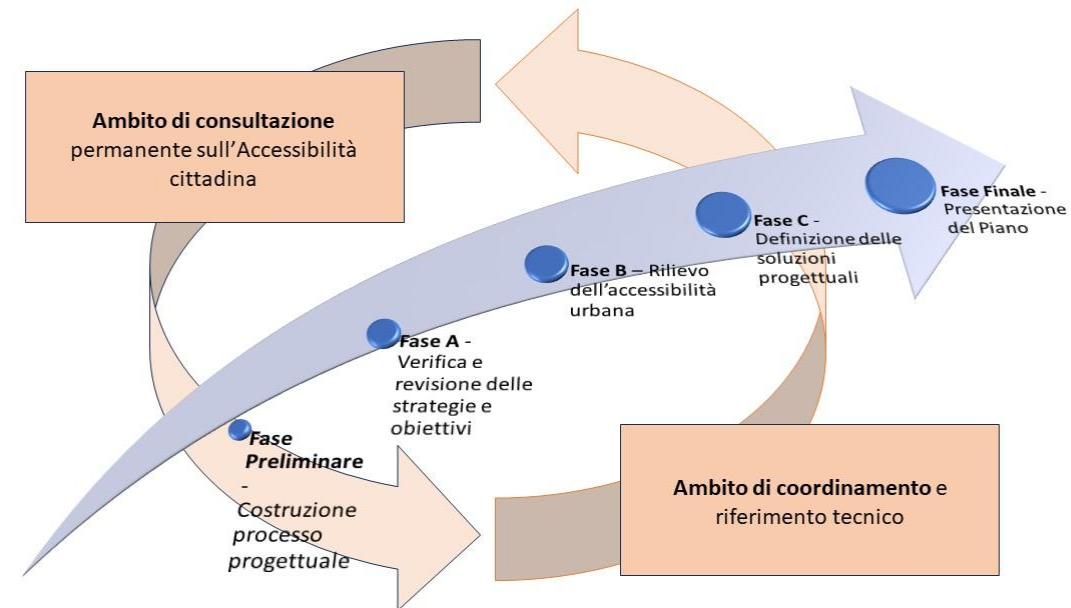 Ambito di consultazione
permanente sull'Accessibilità
cittadina
Fase Finale -
Presentazione
del Piano
Fase C -
Definizione delle
soluzioni
progettuali
Fase B – Rilievo
dell'accessibilità
urbana
Fase A -
Verifica e
revisione delle
strategie e
obiettivi
Fase
Preliminare
-
Costruzione
processo
progettuale
Ambito di coordinamento e
riferimento tecnico